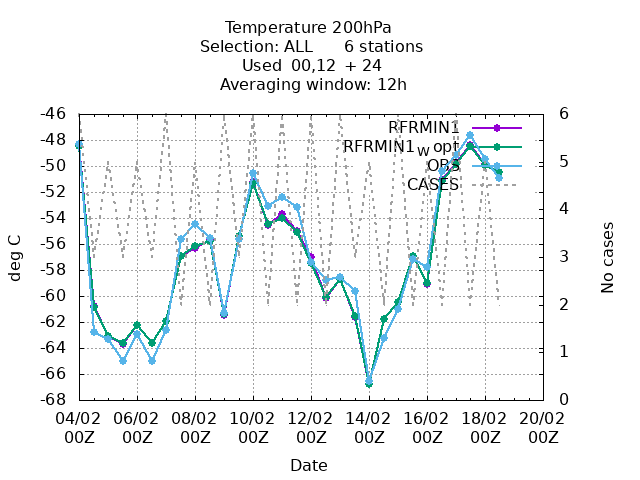 Temperature 200hPa
Selection: ALL 6 stations
Used 00,12 + 24
Averaging window: 12h
RFRMIN1
RFRMIN1_w opt
OBS
CASES
deg C
-46
-48
-50
-52
-54
-56
-58
-60
-62
-64
-66
-68
No cases
6
5
4
3
2
1
0
04/02 06/02 08/02 10/02 12/02 14/02 16/02 18/02 20/02
00Z 00Z 00Z 00Z 00Z 00Z 00Z 00Z 00Z
Date